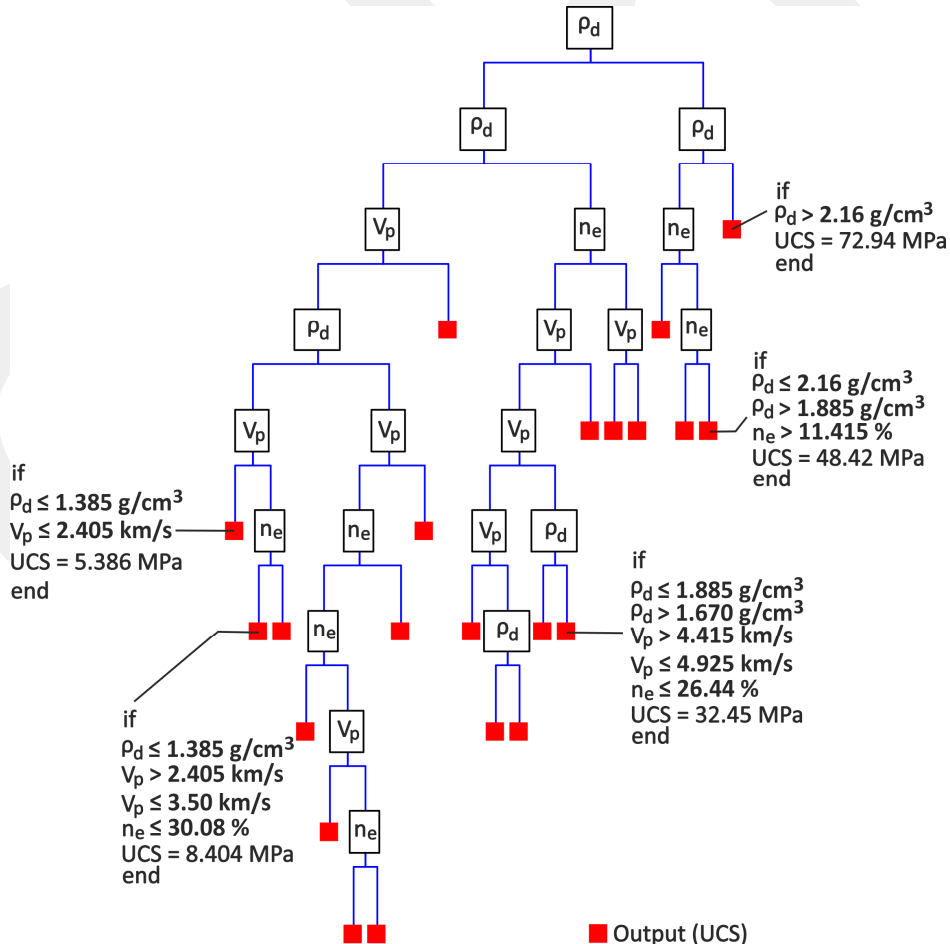 ρd
ρd
ρd
Vp
ne
ne
if
ρd > 2.16 g/cm³
UCS = 72.94 MPa
end
ρd
Vp
Vp
ne
if
ρd ≤ 2.16 g/cm³
ρd > 1.885 g/cm³
ne > 11.415 %
UCS = 48.42 MPa
end
Vp
Vp
Vp
if
ρd ≤ 1.385 g/cm³
Vp ≤ 2.405 km/s
UCS = 5.386 MPa
end
ne
ne
Vp
ρd
if
ρd ≤ 1.885 g/cm³
ρd > 1.670 g/cm³
Vp > 4.415 km/s
Vp ≤ 4.925 km/s
ne ≤ 26.44 %
UCS = 32.45 MPa
end
ne
ρd
Vp
if
ρd ≤ 1.385 g/cm³
Vp > 2.405 km/s
Vp ≤ 3.50 km/s
ne ≤ 30.08 %
UCS = 8.404 MPa
end
ne
Output (UCS)